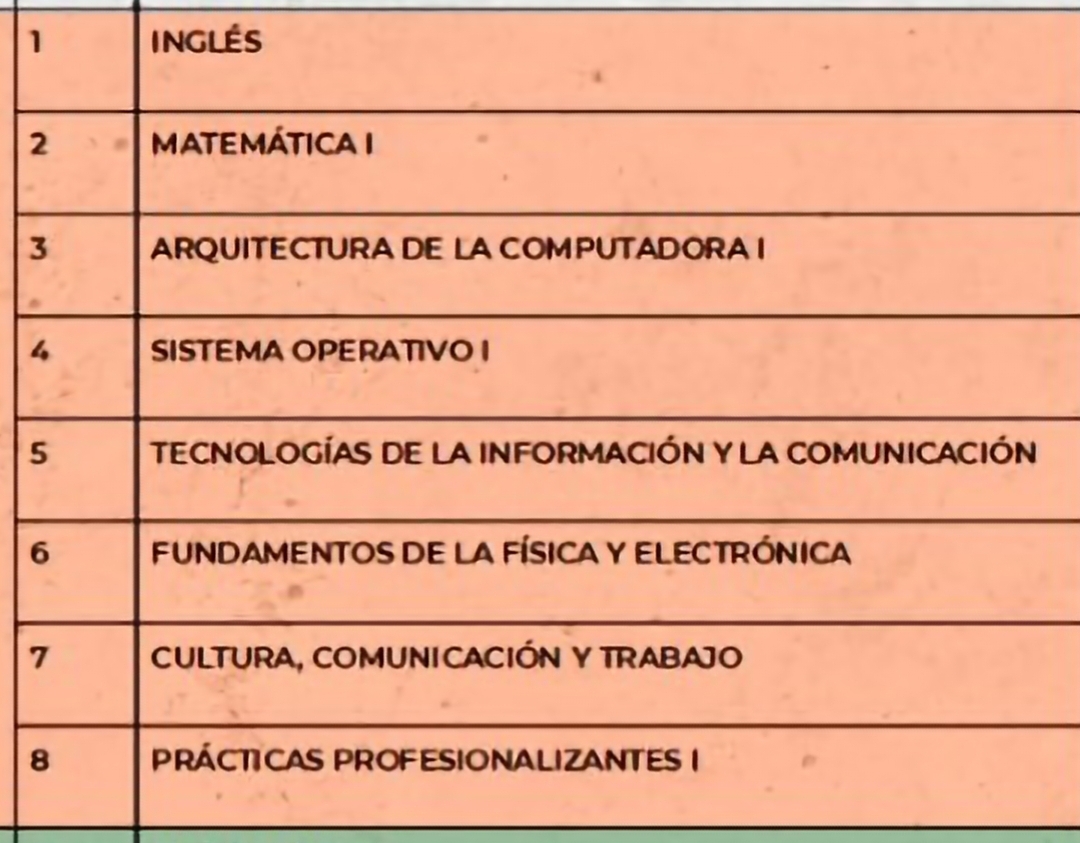 1 INGLÉS
2 MATEMÁTICA I
3 ARQUITECTURA DE LA COMPUTADORA I
4 SISTEMA OPERATIVO I
5 TECNOLOGÍAS DE LA INFORMACIÓN Y LA COMUNICACIÓN
6 FUNDAMENTOS DE LA FÍSICA Y ELECTRÓNICA
7 CULTURA, COMUNICACIÓN Y TRABAJO
8 PRÁCTICAS PROFESIONALIZANTES I